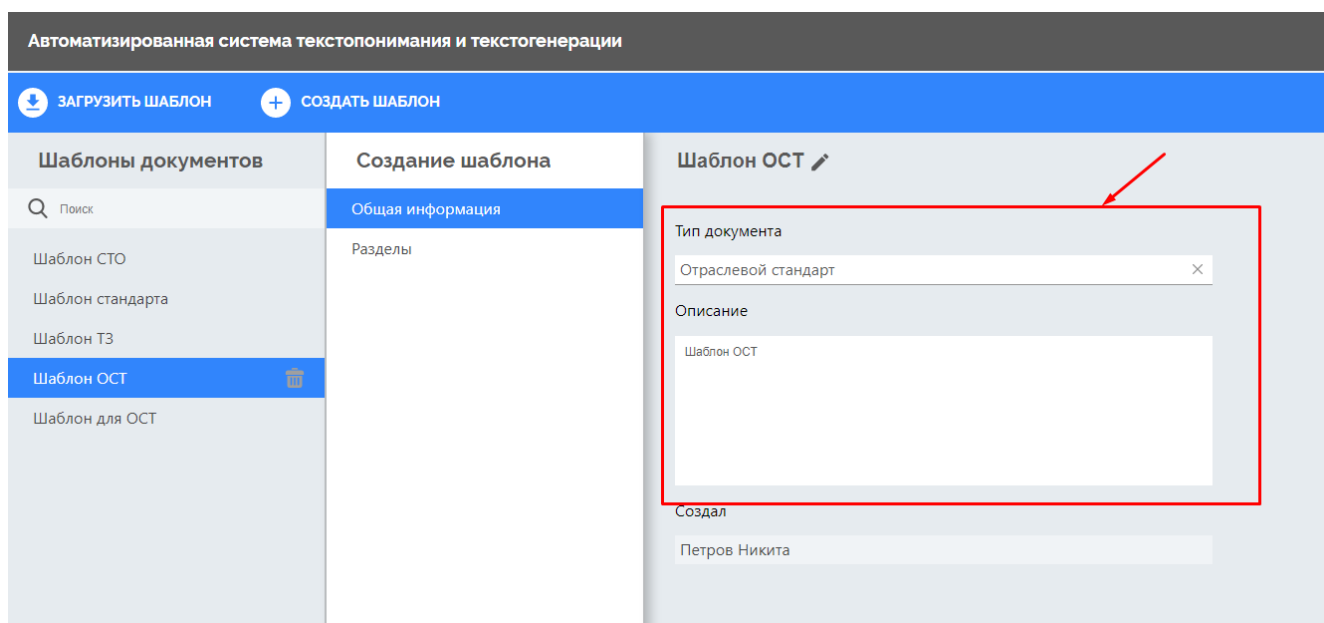 Автоматизированная система текстопонимания и текстогенерации
ЗАГРУЗИТЬ ШАБЛОН
СОЗДАТЬ ШАБЛОН
Шаблоны документов
Поиск
Шаблон СТО
Шаблон стандарта
Шаблон ТЗ
Шаблон ОСТ
Шаблон для ОСТ
Создание шаблона
Общая информация
Разделы
Шаблон ОСТ
Тип документа
Отраслевой стандарт
Описание
Шаблон ОСТ
Создал
Петров Никита